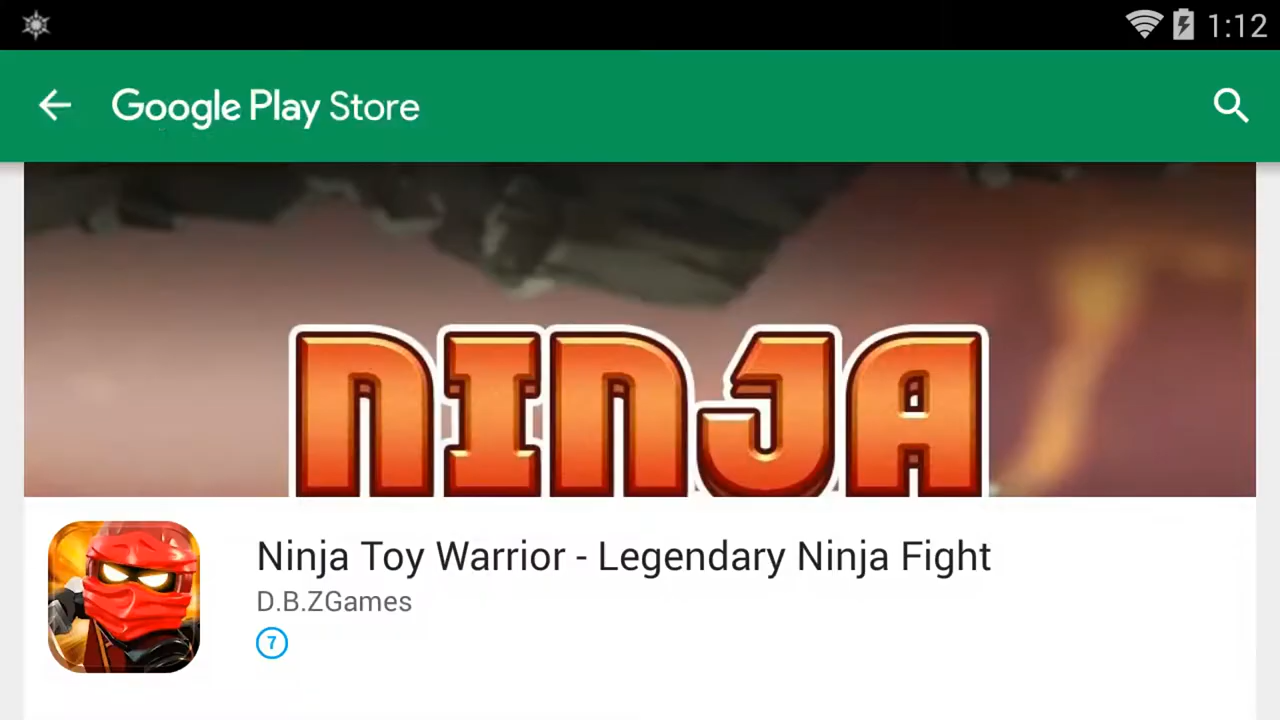 1:12
Google Play Store
NINJA
Ninja Toy Warrior - Legendary Ninja Fight
D.B.ZGames
7